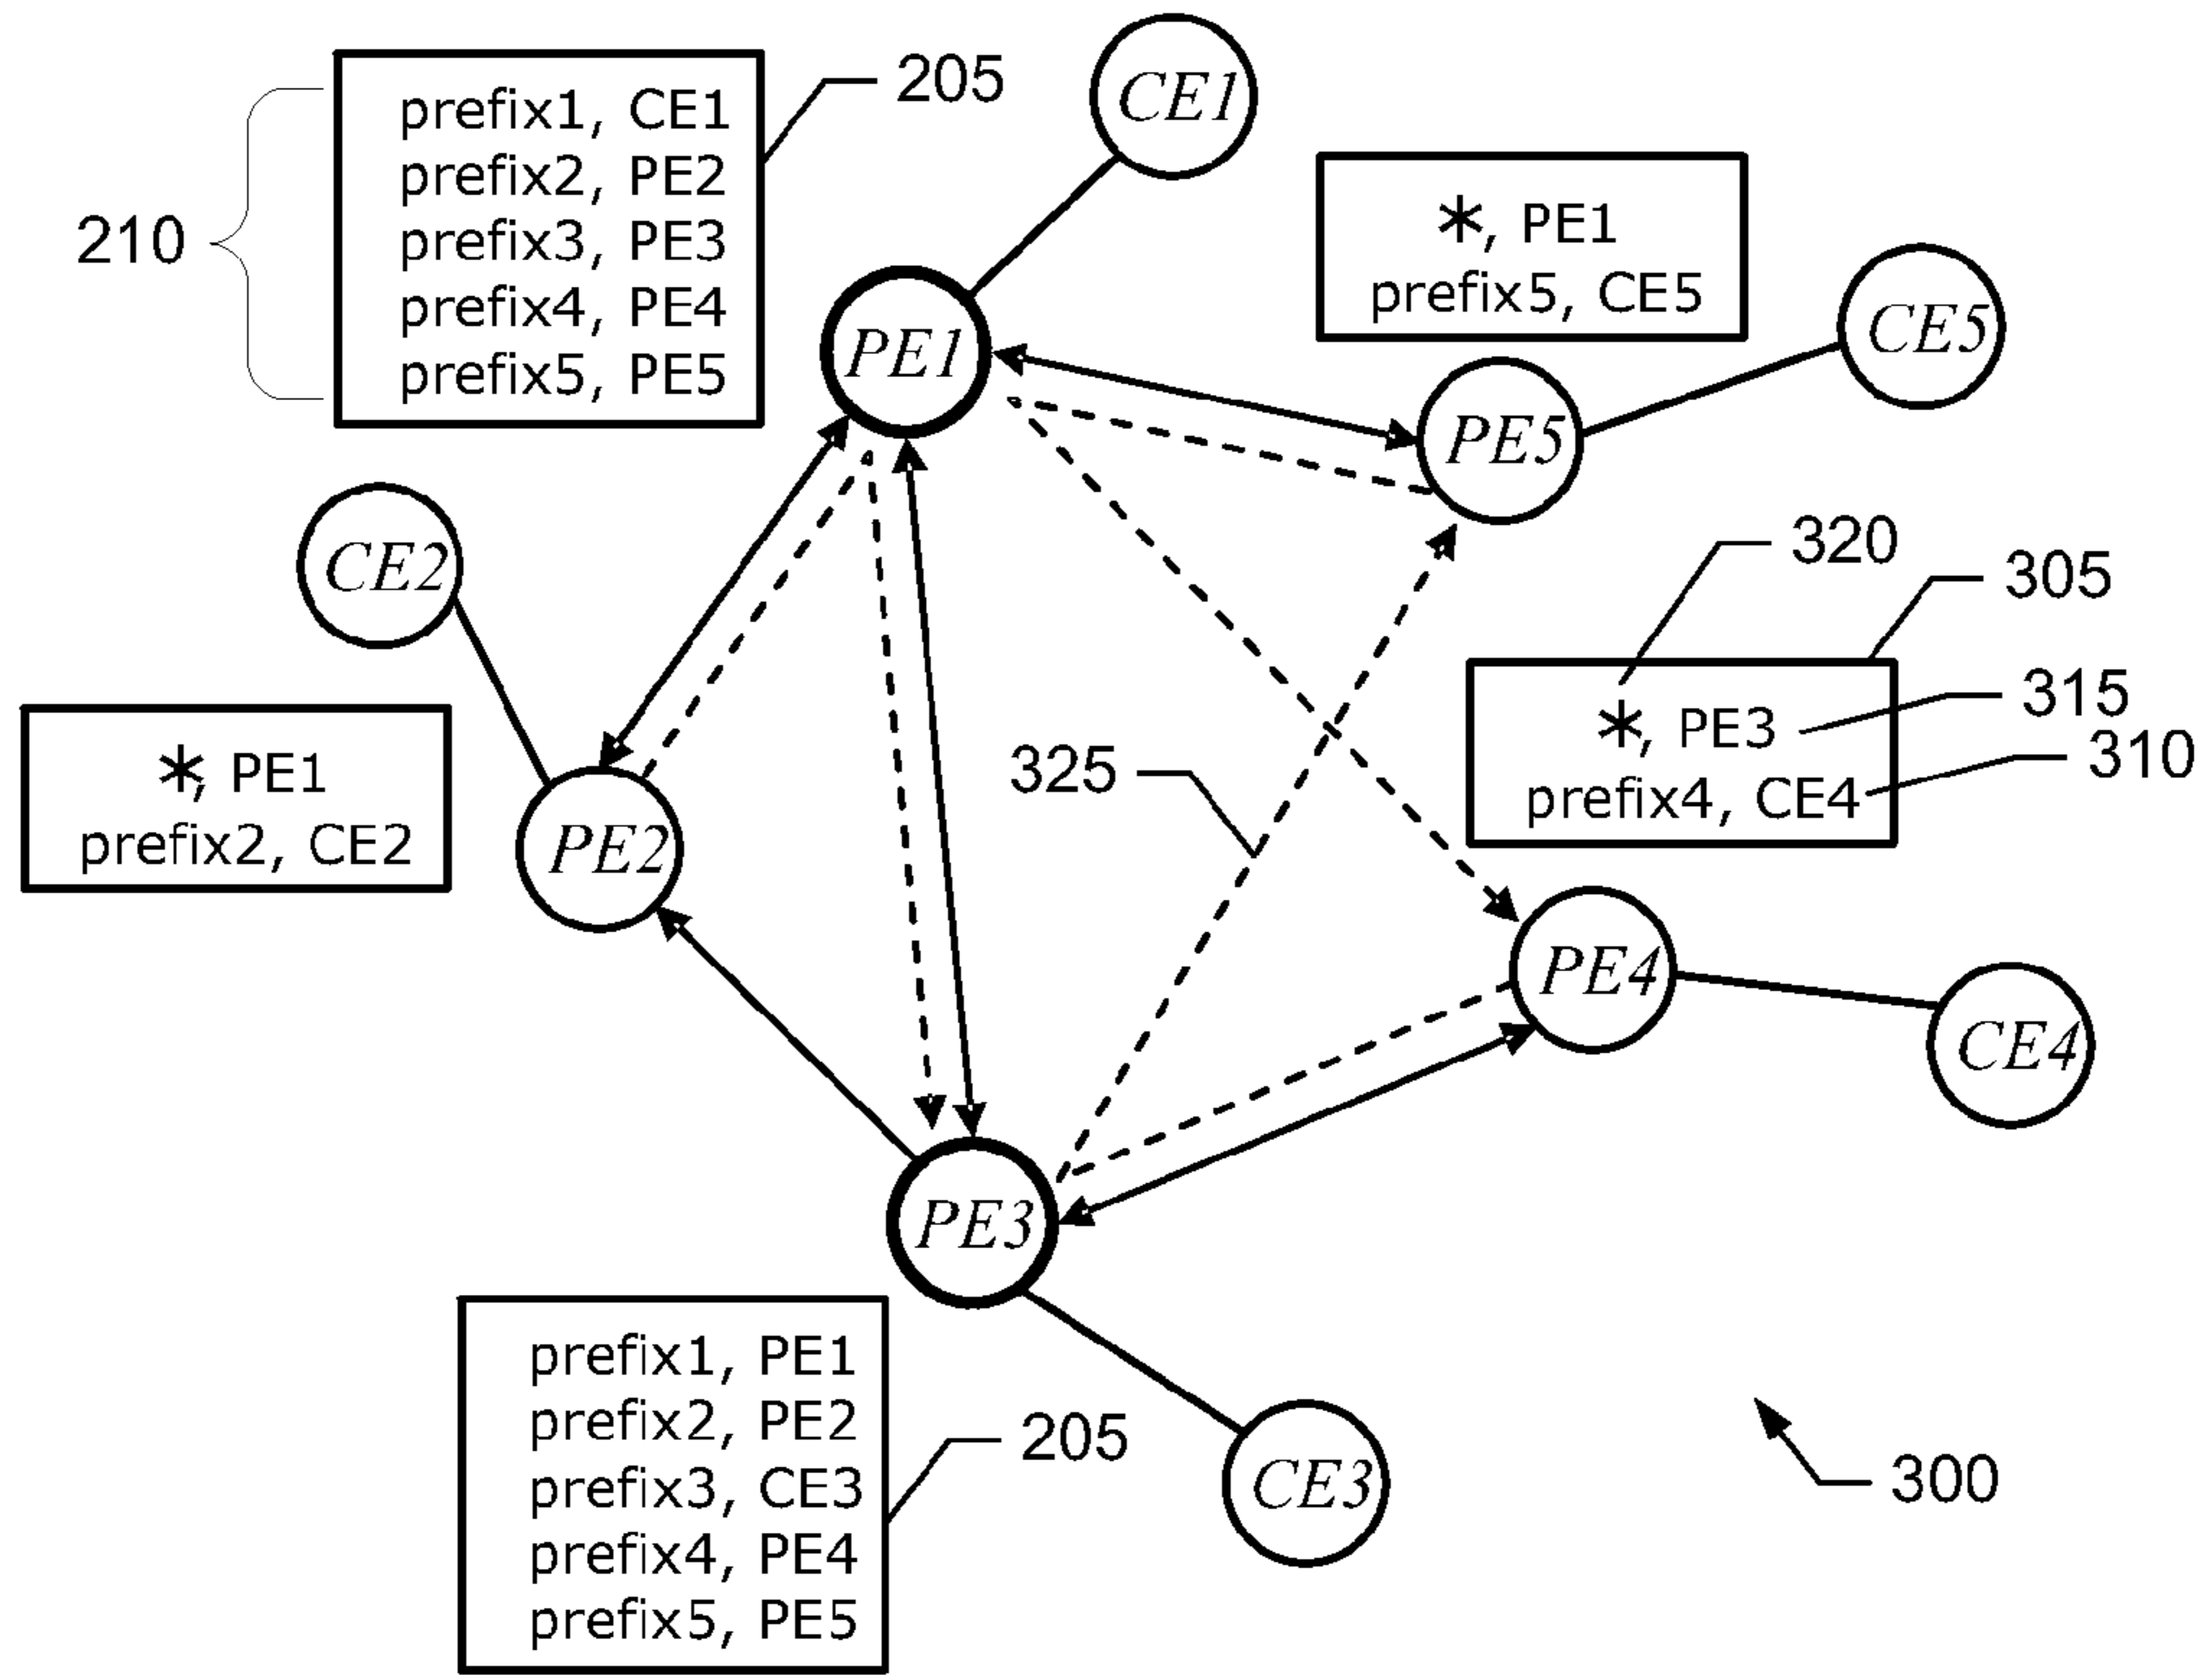 prefix1, CE1
prefix2, PE2
prefix3, PE3
prefix4, PE4
prefix5, PE5
205
210
CE1
*, PE1
prefix5, CE5
CE5
PE1
PE5
CE2
320
305
*, PE3
prefix4, CE4
315
310
325
*, PE1
prefix2, CE2
PE2
PE4
CE4
PE3
prefix1, PE1
prefix2, PE2
prefix3, CE3
prefix4, PE4
prefix5, PE5
205
CE3
300